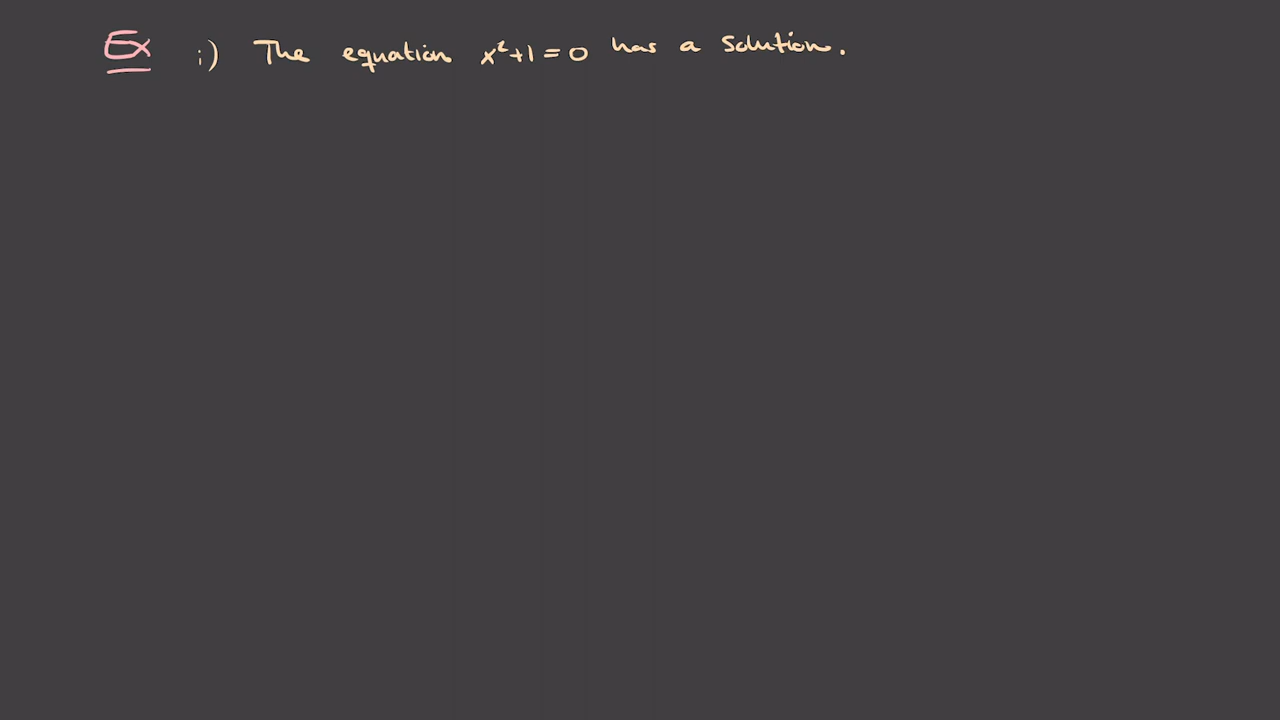 Ex i) The equation x²+1=0 has a solution.